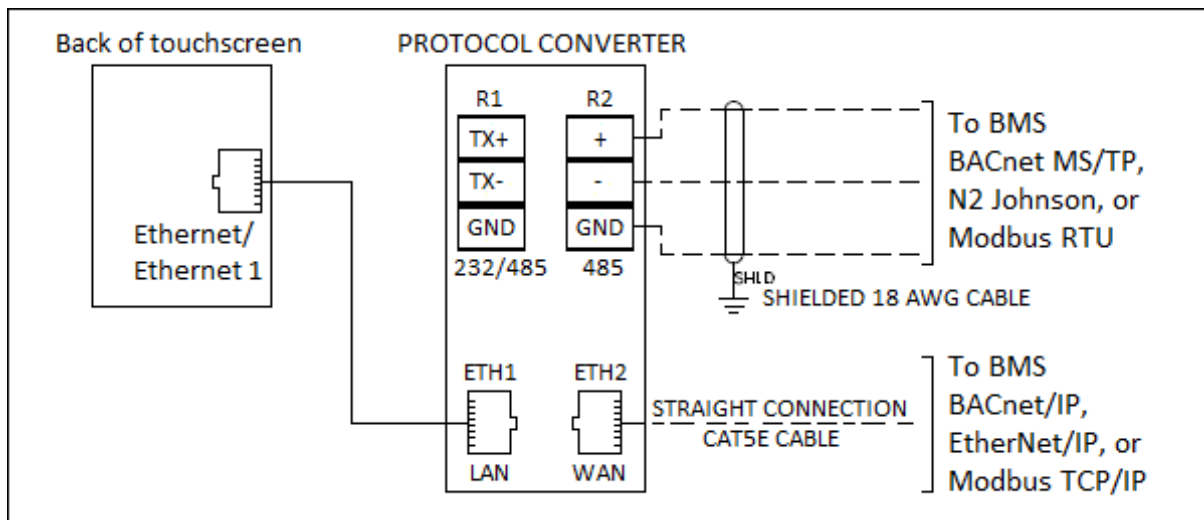 Back of touchscreen
Ethernet/
Ethernet 1
PROTOCOL CONVERTER
R1
R2
TX+
+
TX-
-
GND
GND
232/485
485
SHLD
SHIELDED 18 AWG CABLE
To BMS
BACnet MS/TP,
N2 Johnson, or
Modbus RTU
ETH1
ETH2
LAN
WAN
STRAIGHT CONNECTION
CAT5E CABLE
To BMS
BACnet/IP,
EtherNet/IP, or
Modbus TCP/IP